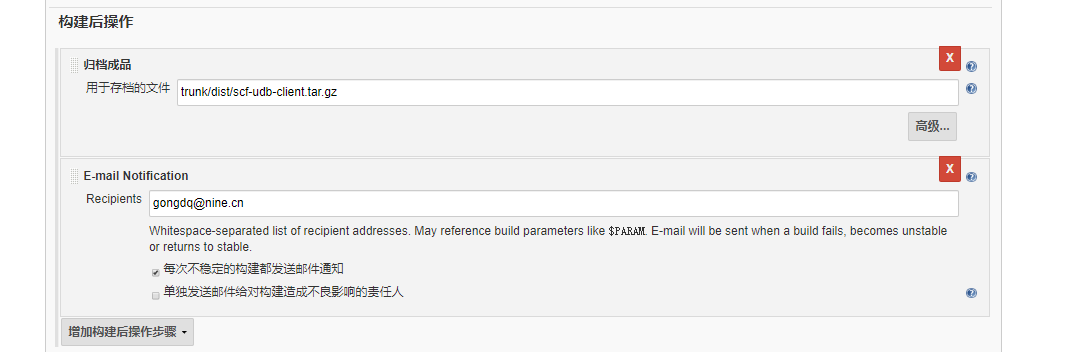 构建后操作
归档成品
X
用于存档的文件
trunk/dist/scf-udb-client.tar.gz
高级...
E-mail Notification
X
Recipients
gongdq@nine.cn
Whitespace-separated list of recipient addresses. May reference build parameters like $PARAM. E-mail will be sent when a build fails, becomes unstable
or returns to stable.
每次不稳定的构建都发送邮件通知
单独发送邮件给对构建造成不良影响的责任人
增加构建后操作步骤